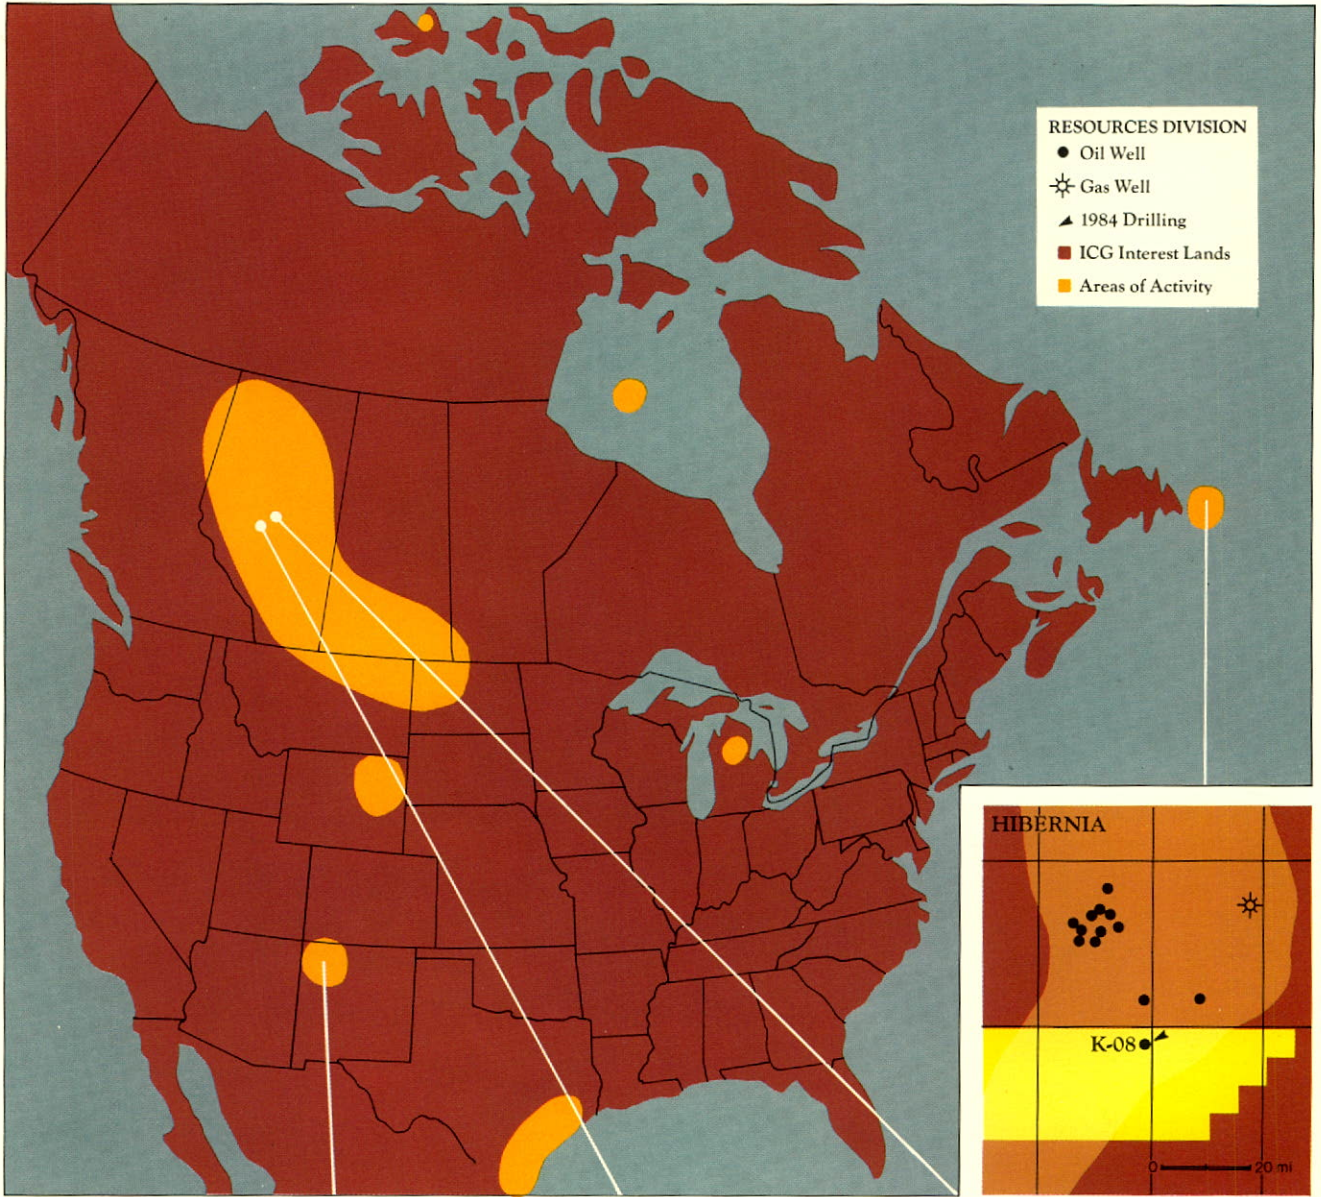 RESOURCES DIVISION
Oil Well
Gas Well
1984 Drilling
ICG Interest Lands
Areas of Activity
HIBERNIA
K-08
0 20 mi